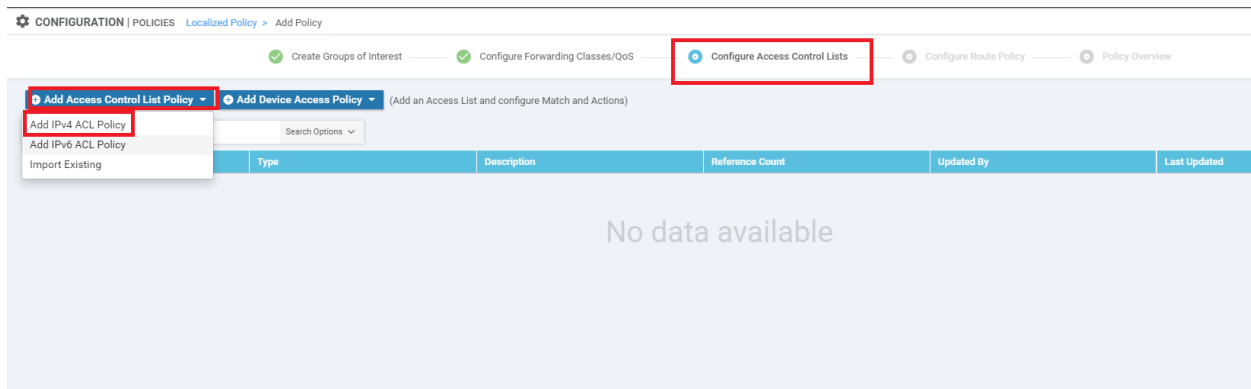 CONFIGURATION | POLICIES Localized Policy > Add Policy
Create Groups of Interest Configure Forwarding Classes/QoS Configure Access Control Lists Configure Route Policy Policy Overview
Add Access Control List Policy Add Device Access Policy (Add an Access List and configure Match and Actions)
Add IPv4 ACL Policy
Search Options
Add IPv6 ACL Policy
Import Existing
Type Description Reference Count Updated By Last Updated
No data available